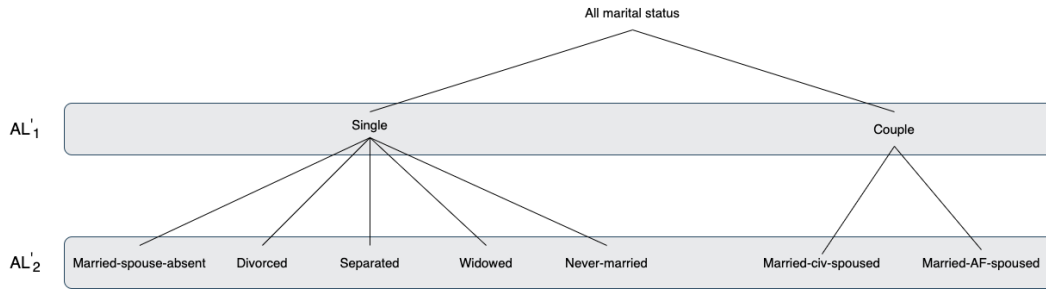 All marital status
AL'1 Single Couple
AL'2 Married-spouse-absent Divorced Separated Widowed Never-married Married-civ-spoused Married-AF-spoused